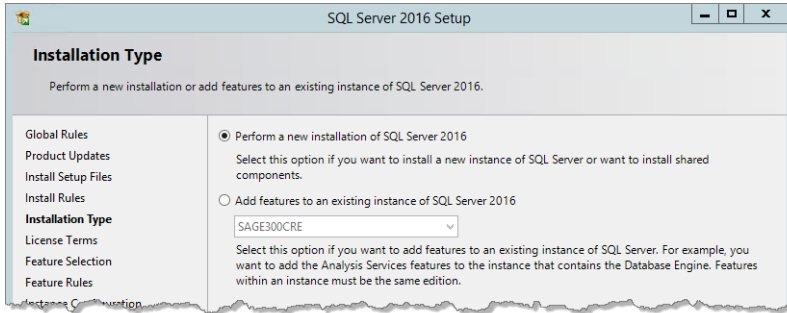 SQL Server 2016 Setup
Installation Type
Perform a new installation or add features to an existing instance of SQL Server 2016.
Global Rules
Product Updates
Install Setup Files
Install Rules
Installation Type
License Terms
Feature Selection
Feature Rules
Instance Configuration
Perform a new installation of SQL Server 2016
Select this option if you want to install a new instance of SQL Server or want to install shared
components.
Add features to an existing instance of SQL Server 2016
SAGE300CRE
Select this option if you want to add features to an existing instance of SQL Server. For example, you
want to add the Analysis Services features to the instance that contains the Database Engine. Features
within an instance must be the same edition.